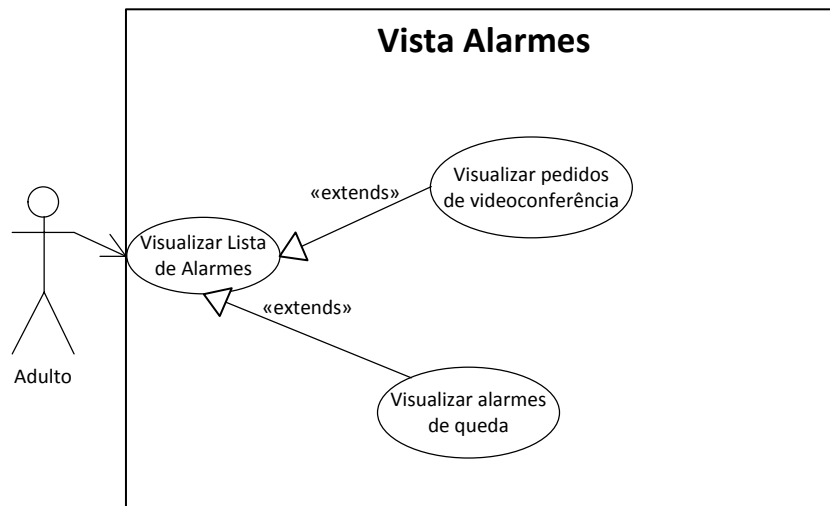 Vista Alarmes
Visualizar pedidos
de videoconferência
«extends»
Visualizar Lista
de Alarmes
«extends»
Adulto
Visualizar alarmes
de queda